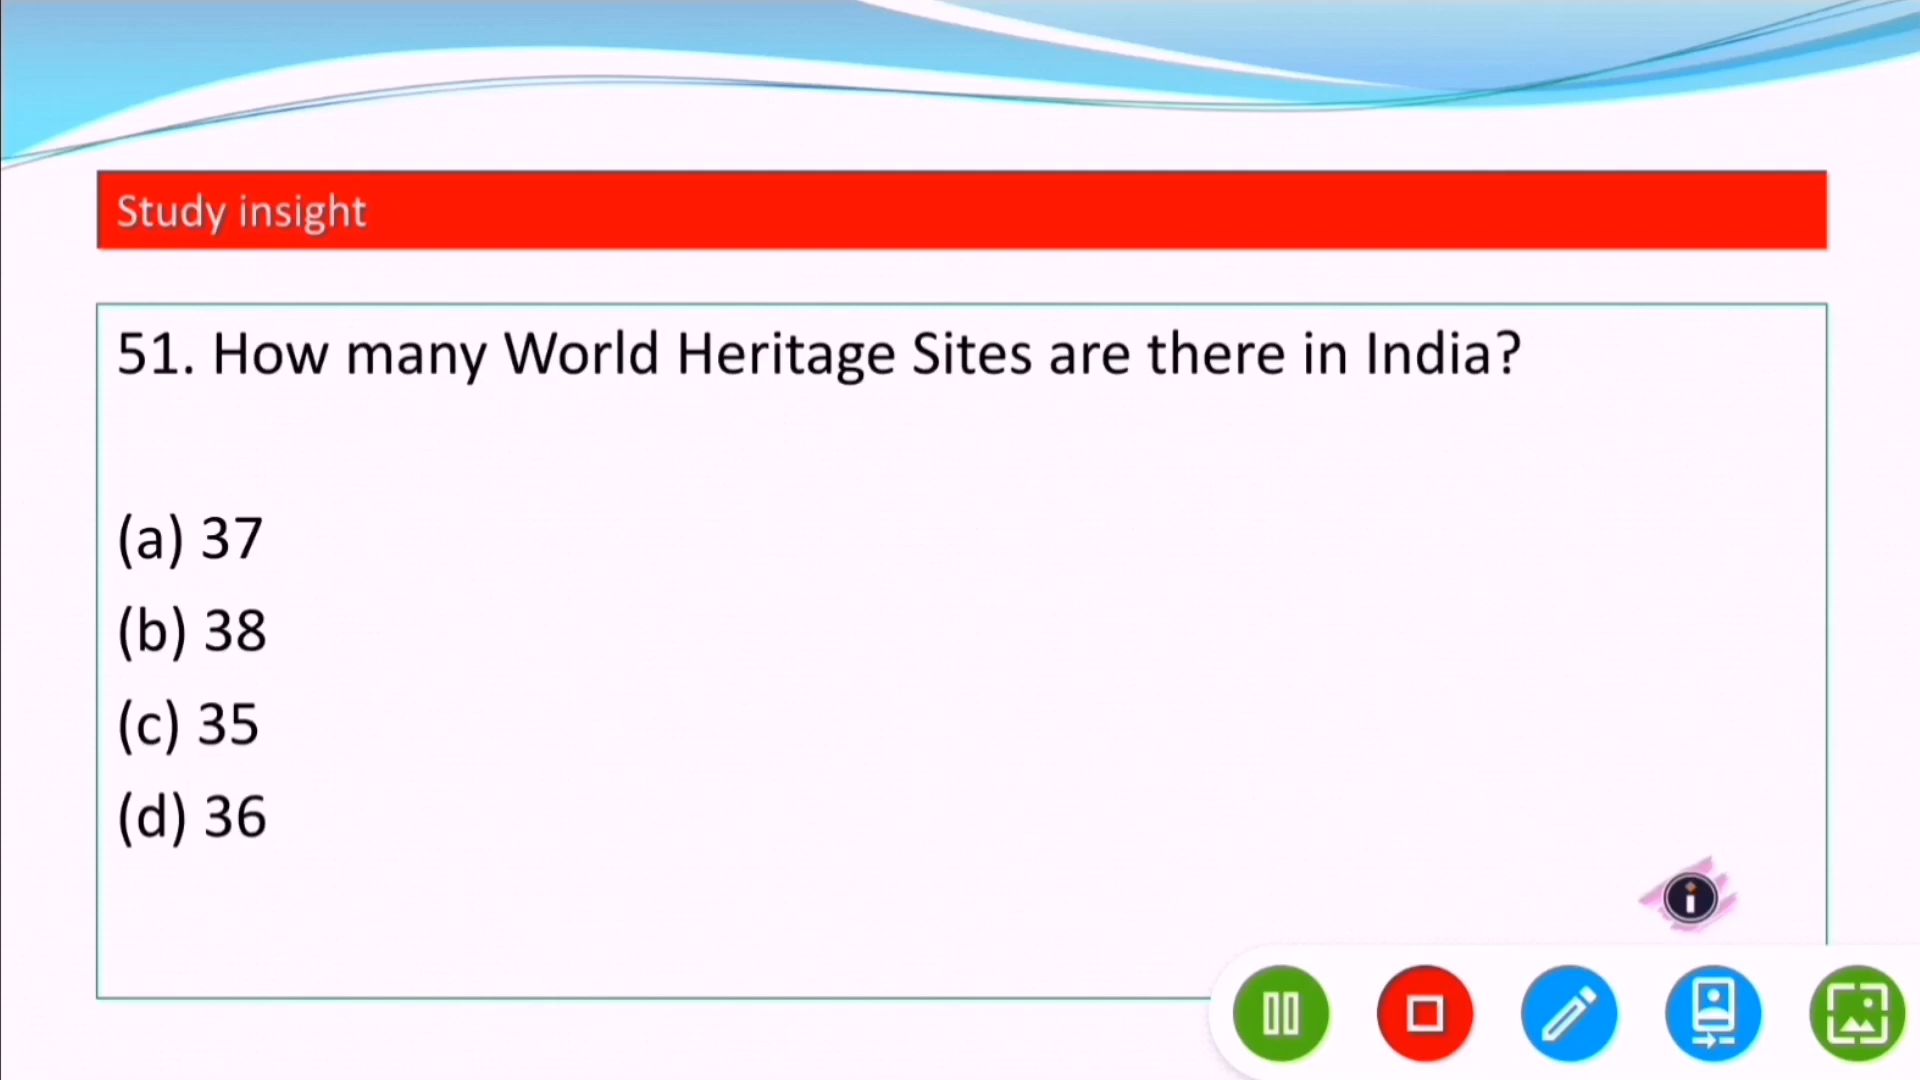 Study insight
51. How many World Heritage Sites are there in India?
(a) 37
(b) 38
(c) 35
(d) 36